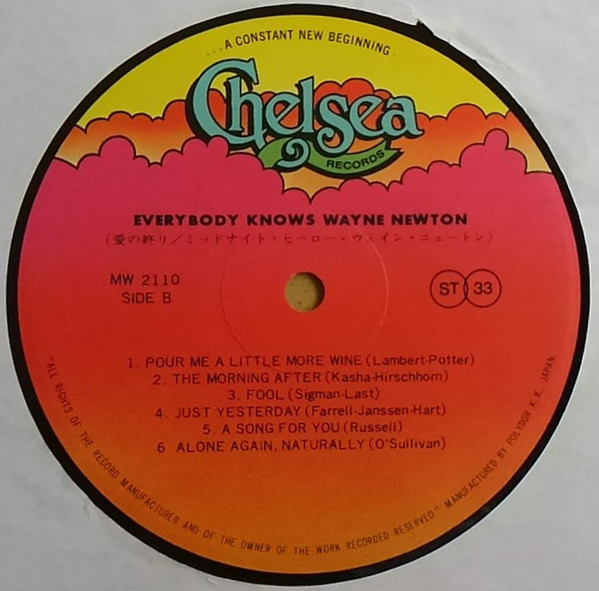 ...A CONSTANT NEW BEGINNING...
Chelsea
RECORDS
EVERYBODY KNOWS WAYNE NEWTON
(愛の終り/ミッドナイト・ヒーロー・ウェイン・ニュートン)
MW 2110
SIDE B
ST 33
1. POUR ME A LITTLE MORE WINE (Lambert-Potter)
2. THE MORNING AFTER (Kasha-Hirschhorn)
3. FOOL (Sigman-Last)
4. JUST YESTERDAY (Farrell-Janssen-Hart)
5. A SONG FOR YOU (Russell)
6. ALONE AGAIN, NATURALLY (O'Sullivan)
"ALL RIGHTS OF THE RECORD MANUFACTURER AND OF THE OWNER OF THE WORK RECORDED RESERVED" MANUFACTURED BY POLYDOR K.K., JAPAN